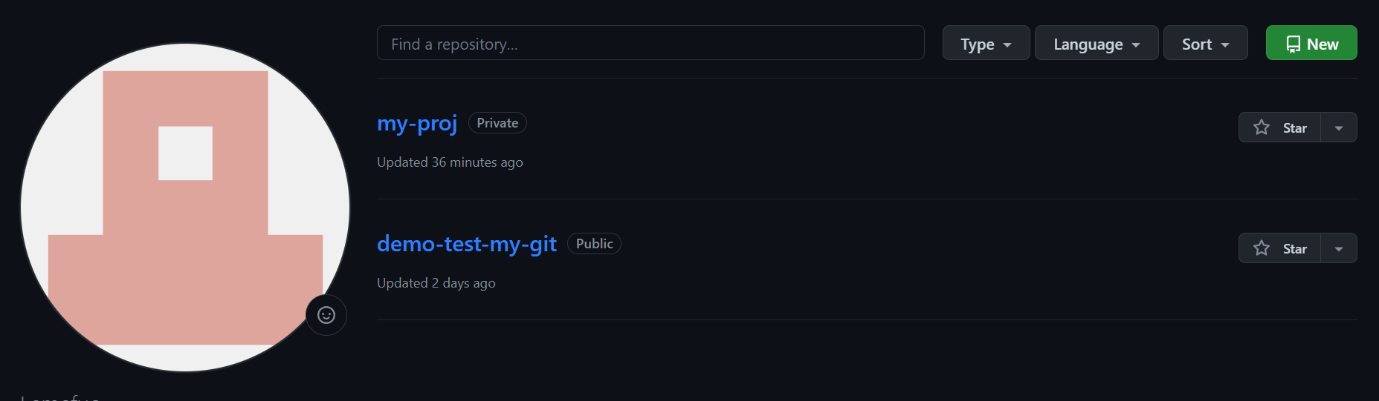 Find a repository...
Type
Language
Sort
New
my-proj Private
Star
Updated 36 minutes ago
demo-test-my-git Public
Star
Updated 2 days ago